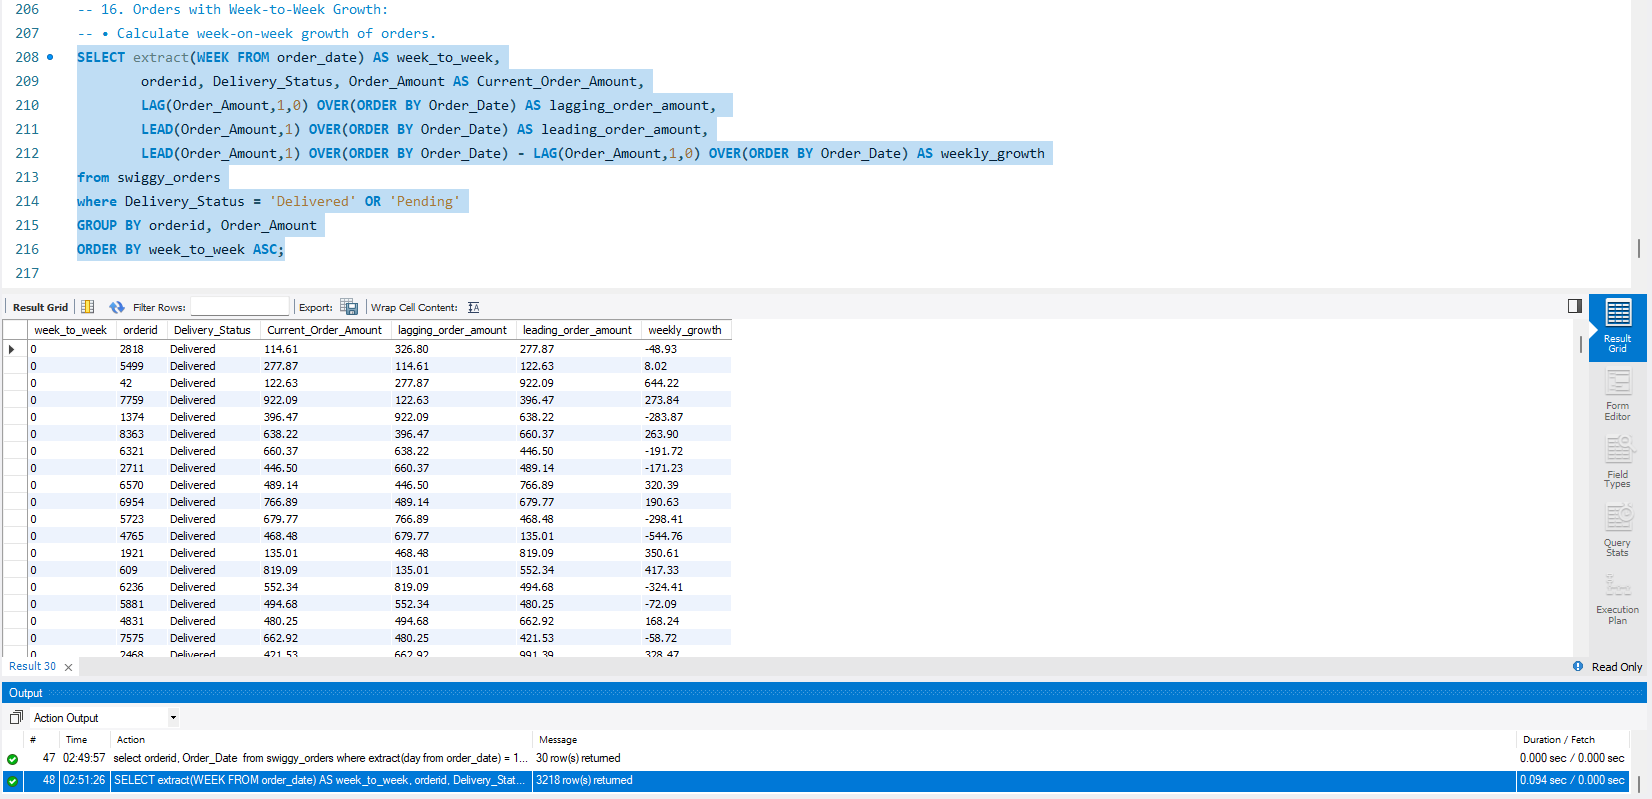 206 -- 16. Orders with Week-to-Week Growth:
207 -- • Calculate week-on-week growth of orders.
208 SELECT extract(WEEK FROM order_date) AS week_to_week,
209 orderid, Delivery_Status, Order_Amount AS Current_Order_Amount,
210 LAG(Order_Amount,1,0) OVER(ORDER BY Order_Date) AS lagging_order_amount,
211 LEAD(Order_Amount,1) OVER(ORDER BY Order_Date) AS leading_order_amount,
212 LEAD(Order_Amount,1) OVER(ORDER BY Order_Date) - LAG(Order_Amount,1,0) OVER(ORDER BY Order_Date) AS weekly_growth
213 from swiggy_orders
214 where Delivery_Status = 'Delivered' OR 'Pending'
215 GROUP BY orderid, Order_Amount
216 ORDER BY week_to_week ASC;
217
Result Grid Filter Rows: Export: Wrap Cell Content:
week_to_week orderid Delivery_Status Current_Order_Amount lagging_order_amount leading_order_amount weekly_growth
0 2818 Delivered 114.61 326.80 277.87 -48.93
0 5499 Delivered 277.87 114.61 122.63 8.02
0 42 Delivered 122.63 277.87 922.09 644.22
0 7759 Delivered 922.09 122.63 396.47 273.84
0 1374 Delivered 396.47 922.09 638.22 -283.87
0 8363 Delivered 638.22 396.47 660.37 263.90
0 6321 Delivered 660.37 638.22 446.50 -191.72
0 2711 Delivered 446.50 660.37 489.14 -171.23
0 6570 Delivered 489.14 446.50 766.89 320.39
0 6954 Delivered 766.89 489.14 679.77 190.63
0 5723 Delivered 679.77 766.89 468.48 -298.41
0 4765 Delivered 468.48 679.77 135.01 -544.76
0 1921 Delivered 135.01 468.48 819.09 350.61
0 609 Delivered 819.09 135.01 552.34 417.33
0 6236 Delivered 552.34 819.09 494.68 -324.41
0 5881 Delivered 494.68 552.34 480.25 -72.09
0 4831 Delivered 480.25 494.68 662.92 168.24
0 7575 Delivered 662.92 480.25 421.53 -58.72
0 2468 Delivered 421.53 662.92 991.39 328.47
Result
Grid
Form
Editor
Field
Types
Query
Stats
Execution
Plan
Result 30 Read Only
Output
Action Output
# Time Action Message Duration / Fetch
47 02:49:57 select orderid, Order_Date from swiggy_orders where extract(day from order_date) = 1... 30 row(s) returned 0.000 sec / 0.000 sec
48 02:51:26 SELECT extract(WEEK FROM order_date) AS week_to_week, orderid, Delivery_Stat... 3218 row(s) returned 0.094 sec / 0.000 sec